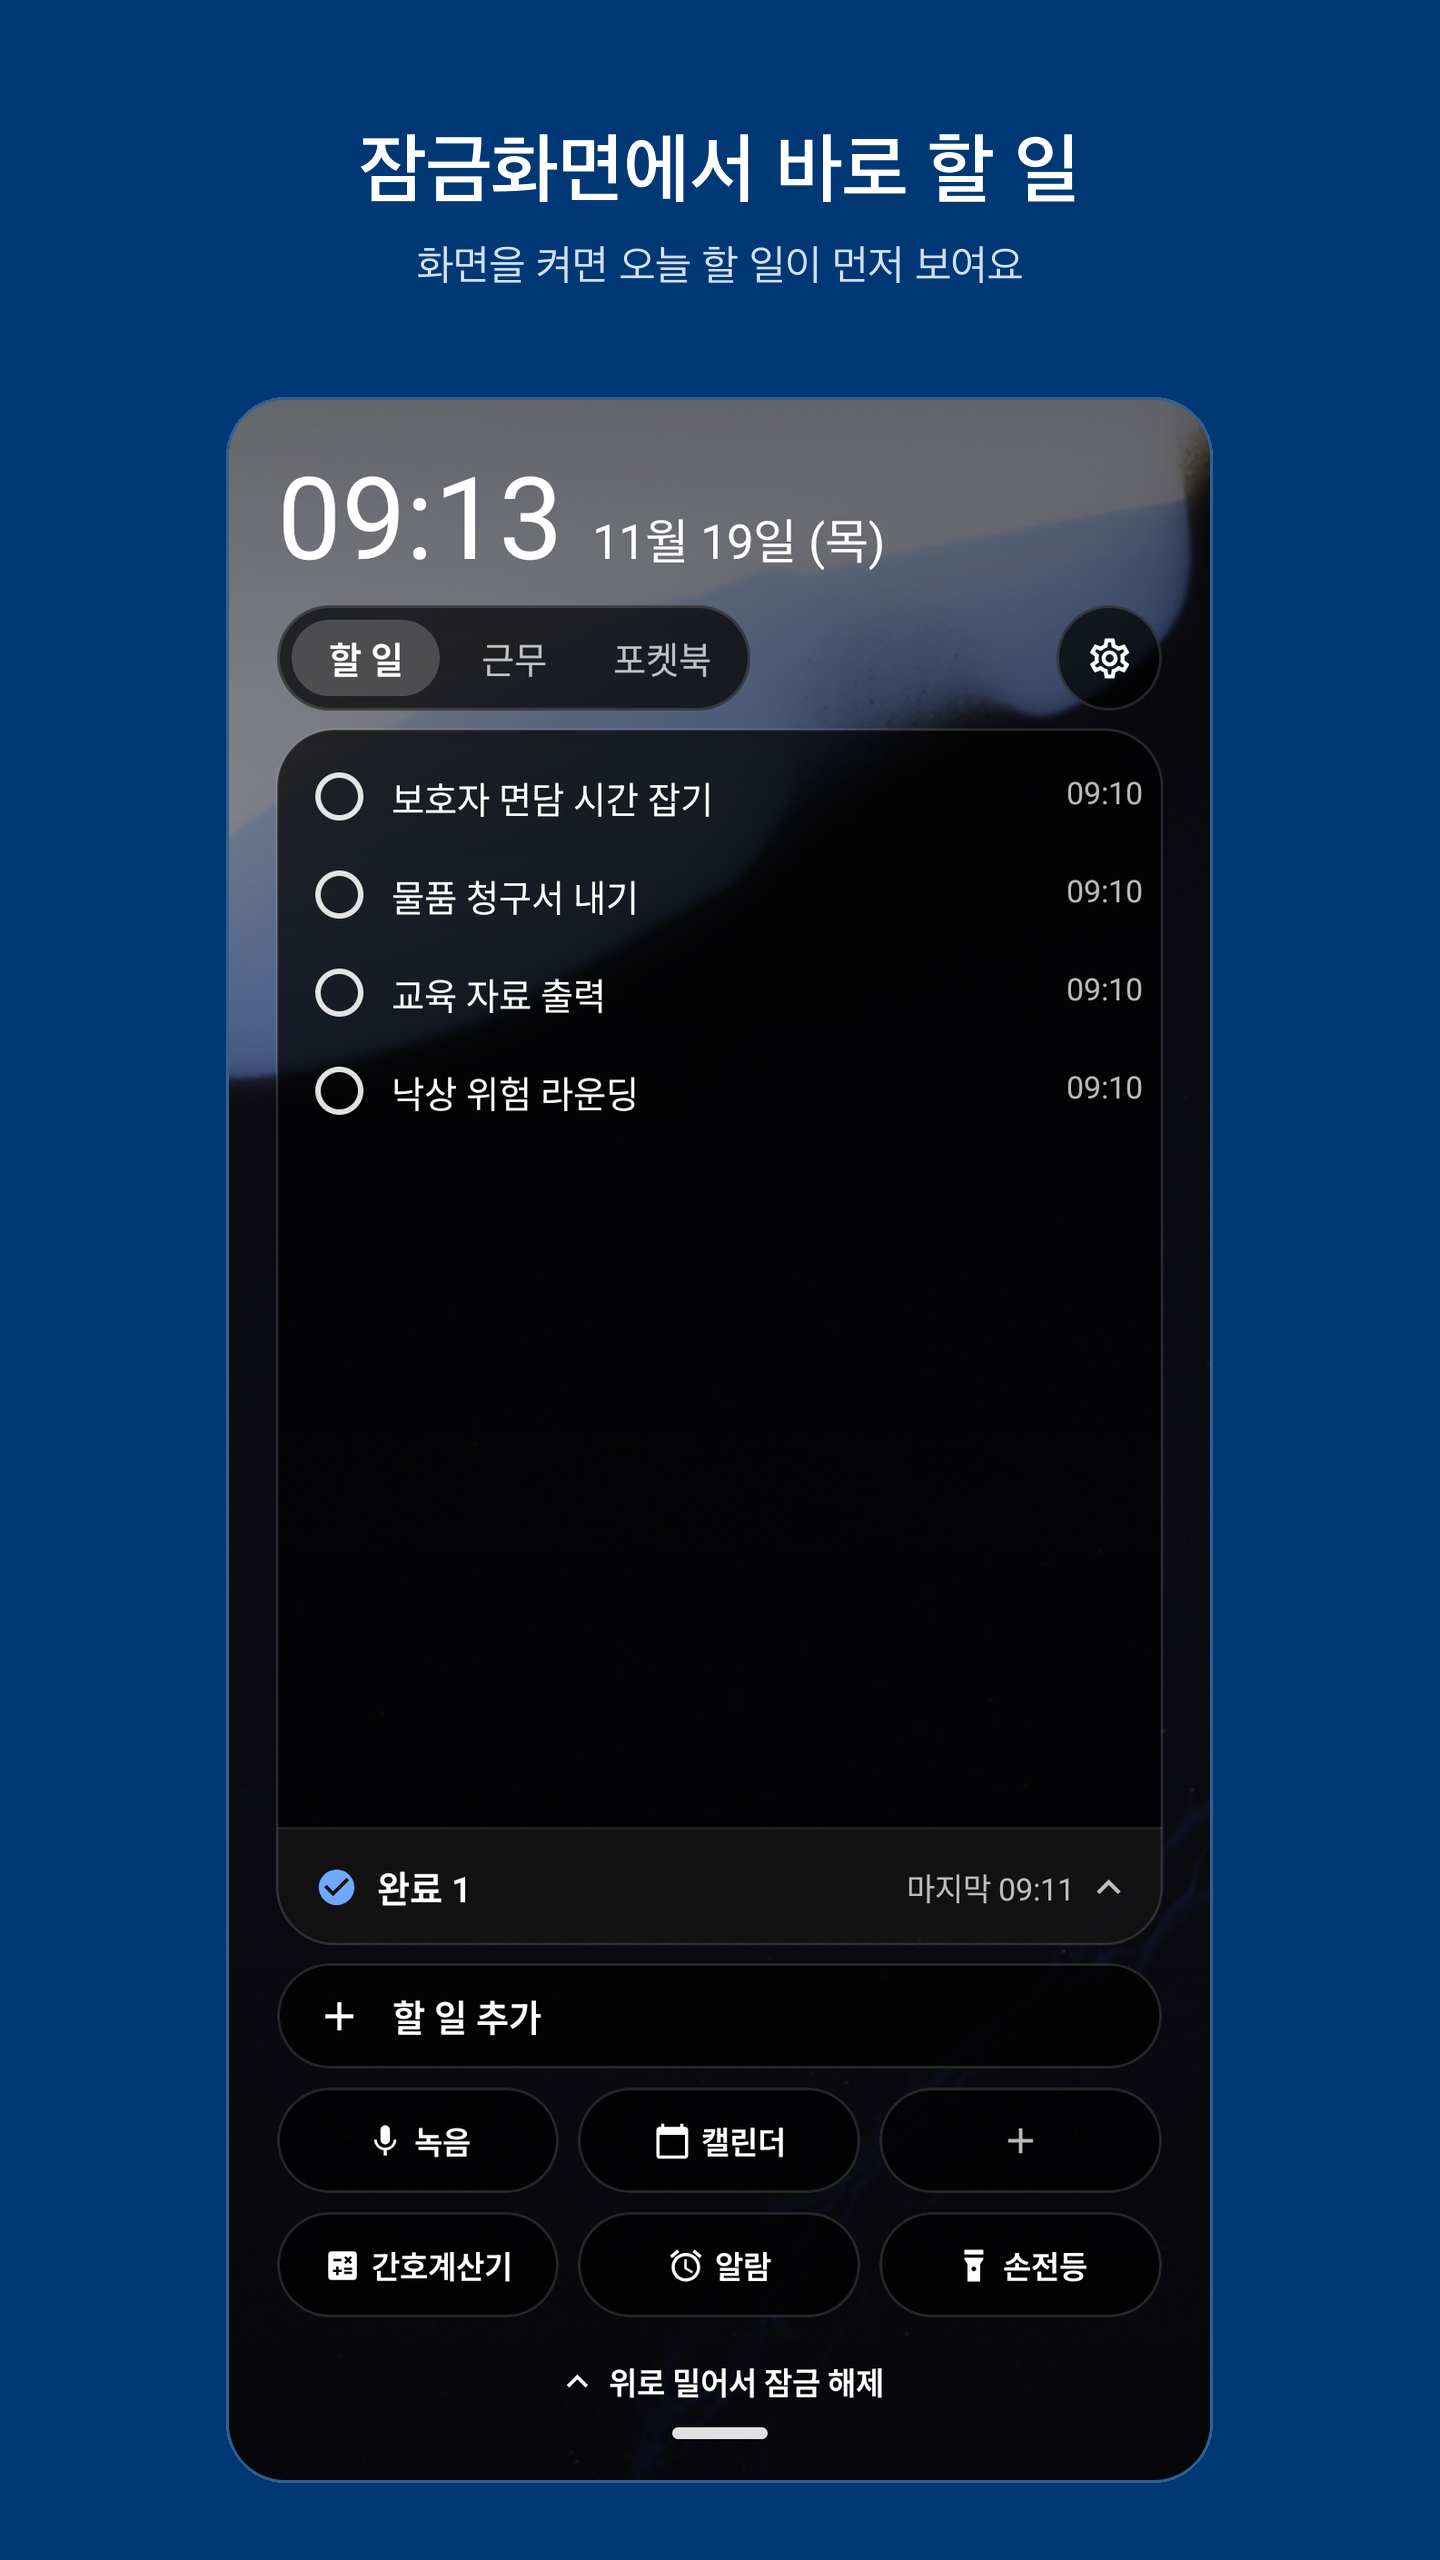 잠금화면에서 바로 할 일
화면을 켜면 오늘 할 일이 먼저 보여요
09:13 11월 19일 (목)
할 일 근무 포켓북
보호자 면담 시간 잡기 09:10
물품 청구서 내기 09:10
교육 자료 출력 09:10
낙상 위험 라운딩 09:10
완료 1 마지막 09:11
할 일 추가
녹음 캘린더
간호계산기 알람 손전등
위로 밀어서 잠금 해제